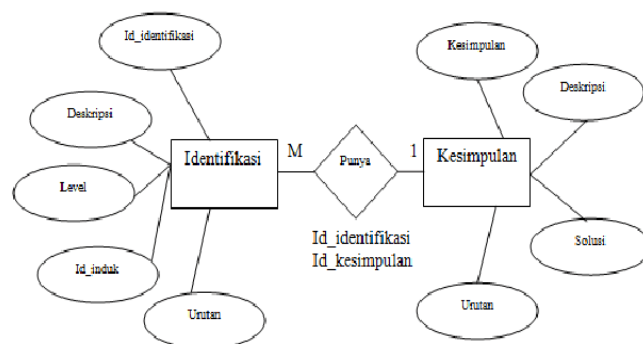 Id_identifikasi
Kesimpulan
Deskripsi
Deskripsi
Identifikasi
M
Punya
1
Kesimpulan
Level
Id_identifikasi
Id_kesimpulan
Solusi
Id_induk
Urutan
Urutan